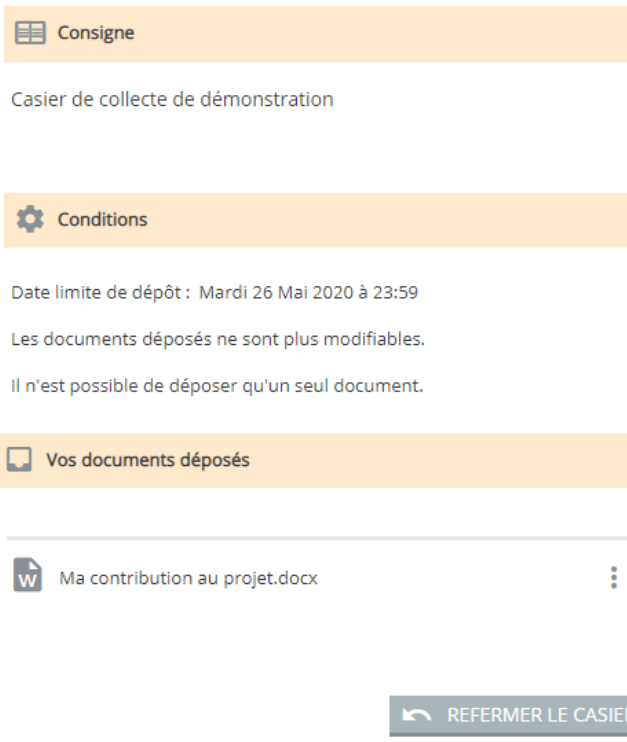 Consigne
Casier de collecte de démonstration
Conditions
Date limite de dépôt : Mardi 26 Mai 2020 à 23:59
Les documents déposés ne sont plus modifiables.
Il n'est possible de déposer qu'un seul document.
Vos documents déposés
W Ma contribution au projet.docx
REFERMER LE CASIER